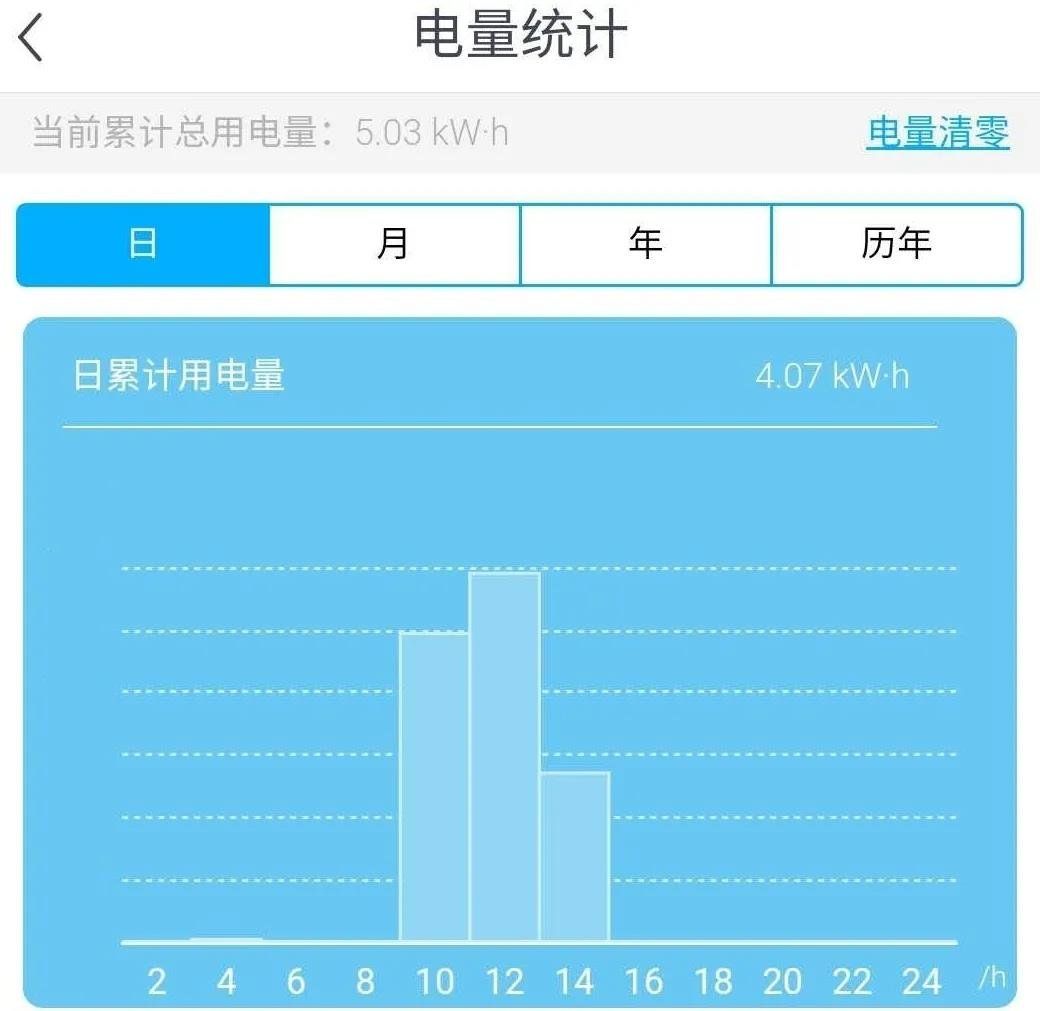 电量统计
当前累计总用电量：5.03 kW·h 电量清零
日 月 年 历年
日累计用电量 4.07 kW·h
2 4 6 8 10 12 14 16 18 20 22 24 /h